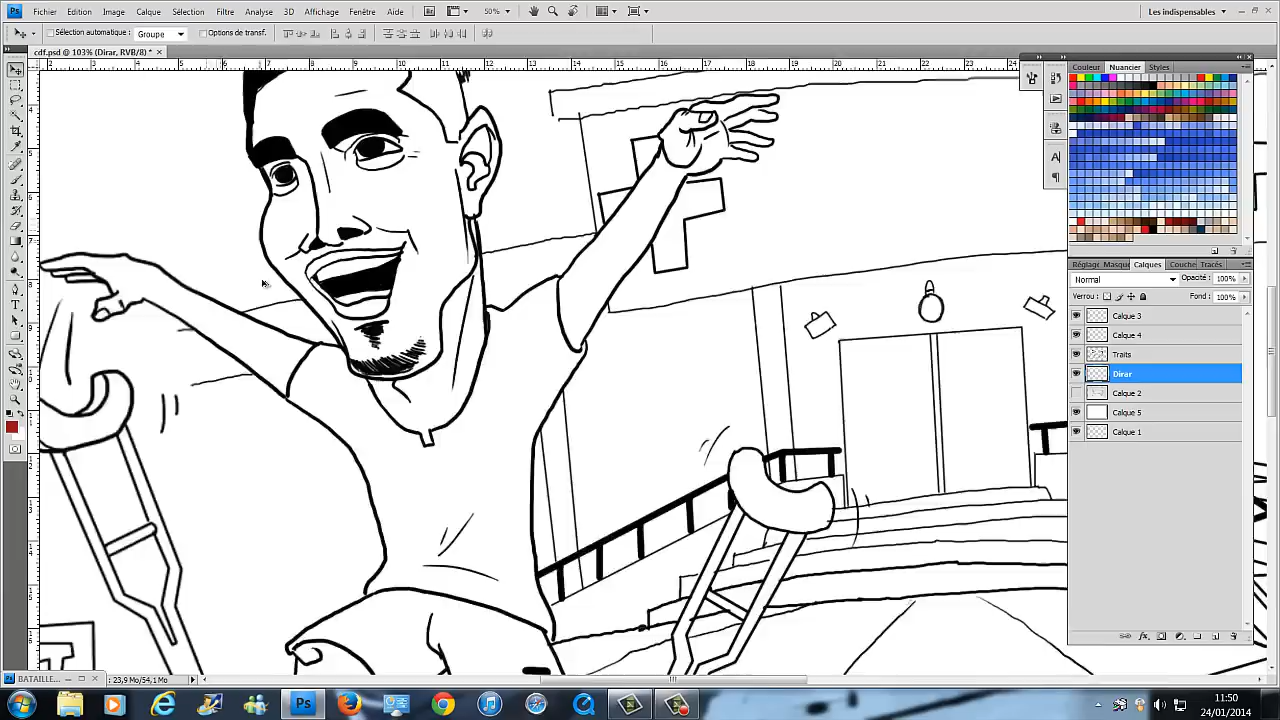 Ps Fichier Edition Image Calque Sélection Filtre Analyse 3D Affichage Fenêtre Aide 50% Les indispensables
Sélection automatique : Groupe Options de transf.
cdf.psd @ 103% (Dirar, RVB/8) *
Couleur Nuancier Styles
Réglag Masque Calques Couche Tracés
Normal Opacité : 100%
Verrou : Fond : 100%
Calque 3
Calque 4
Traits
Dirar
Calque 2
Calque 5
Calque 1
Ps BATAILLE... 23,9 Mo/54,1 Mo
11:50
24/01/2014